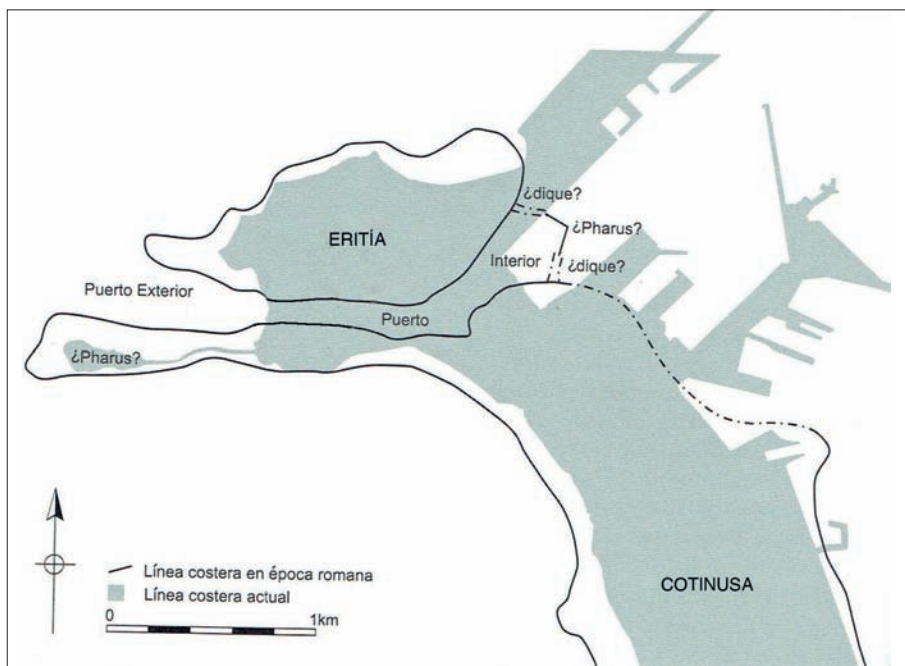 ¿dique?
¿Pharus?
ERITÍA
Interior
¿dique?
Puerto Exterior
Puerto
¿Pharus?
Línea costera en época romana
Línea costera actual
0
1km
COTINUSA